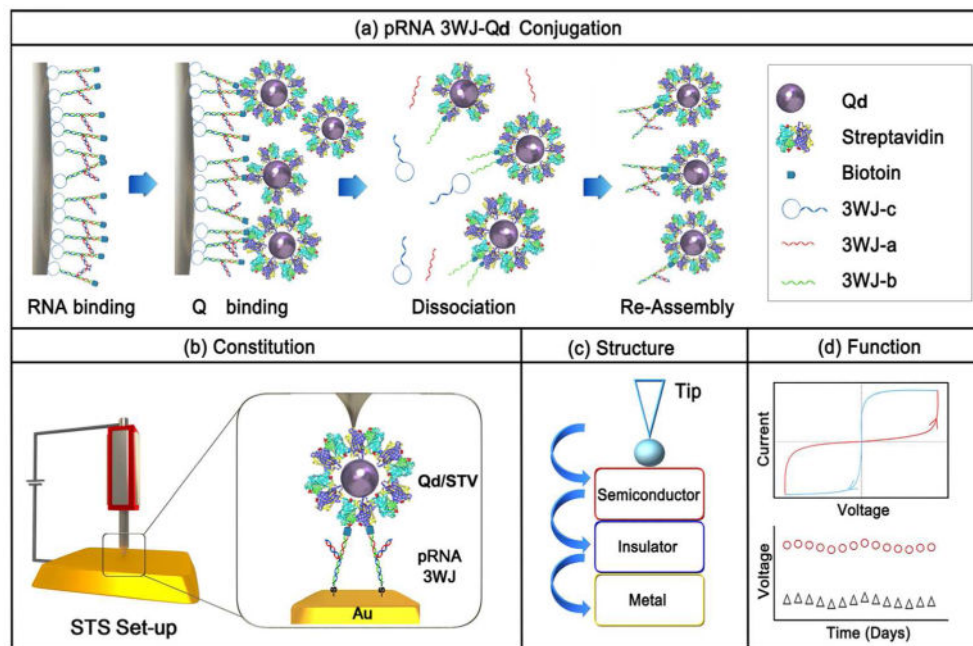 (a) pRNA 3WJ-Qd Conjugation
RNA binding
Q binding
Dissociation
Re-Assembly
Qd
Streptavidin
Biotoin
3WJ-c
3WJ-a
3WJ-b
(b) Constitution
STS Set-up
Qd/STV
pRNA
3WJ
Au
(c) Structure
Tip
Semiconductor
Insulator
Metal
(d) Function
Current
Voltage
Voltage
Time (Days)